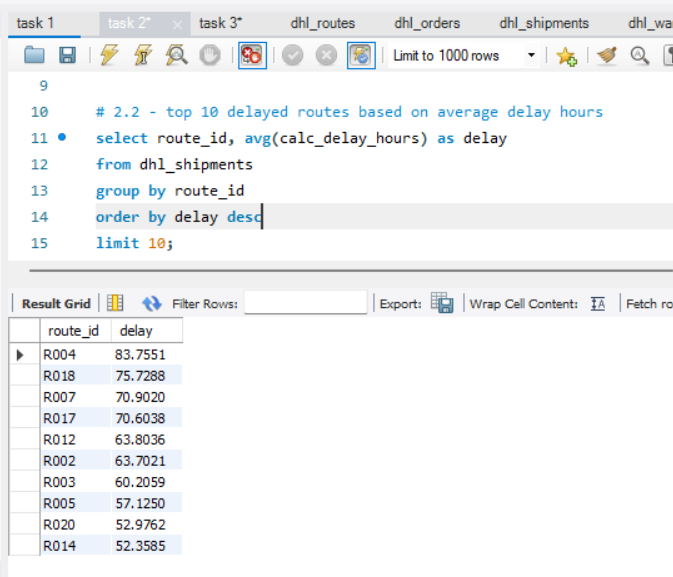 task 1 task 2* task 3* dhl_routes dhl_orders dhl_shipments
Limit to 1000 rows
9
10 # 2.2 - top 10 delayed routes based on average delay hours
11 select route_id, avg(calc_delay_hours) as delay
12 from dhl_shipments
13 group by route_id
14 order by delay desc
15 limit 10;
Result Grid Filter Rows: Export: Wrap Cell Content: IA Fetch
route_id delay
R004 83.7551
R018 75.7288
R007 70.9020
R017 70.6038
R012 63.8036
R002 63.7021
R003 60.2059
R005 57.1250
R020 52.9762
R014 52.3585